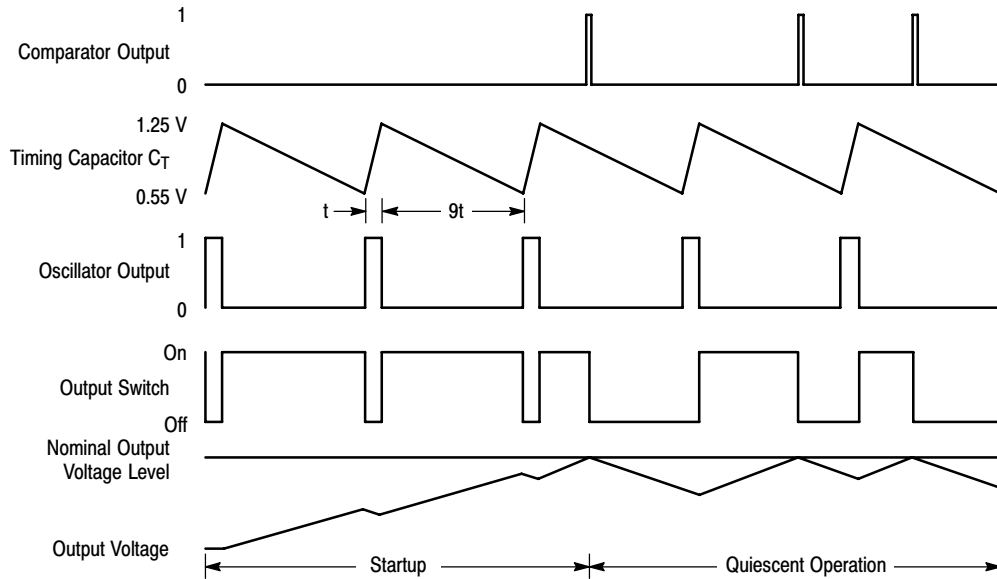 1
Comparator Output
0
1.25 V
Timing Capacitor CT
0.55 V
t
9t
1
Oscillator Output
0
On
Output Switch
Off
Nominal Output
Voltage Level
Output Voltage
Startup
Quiescent Operation